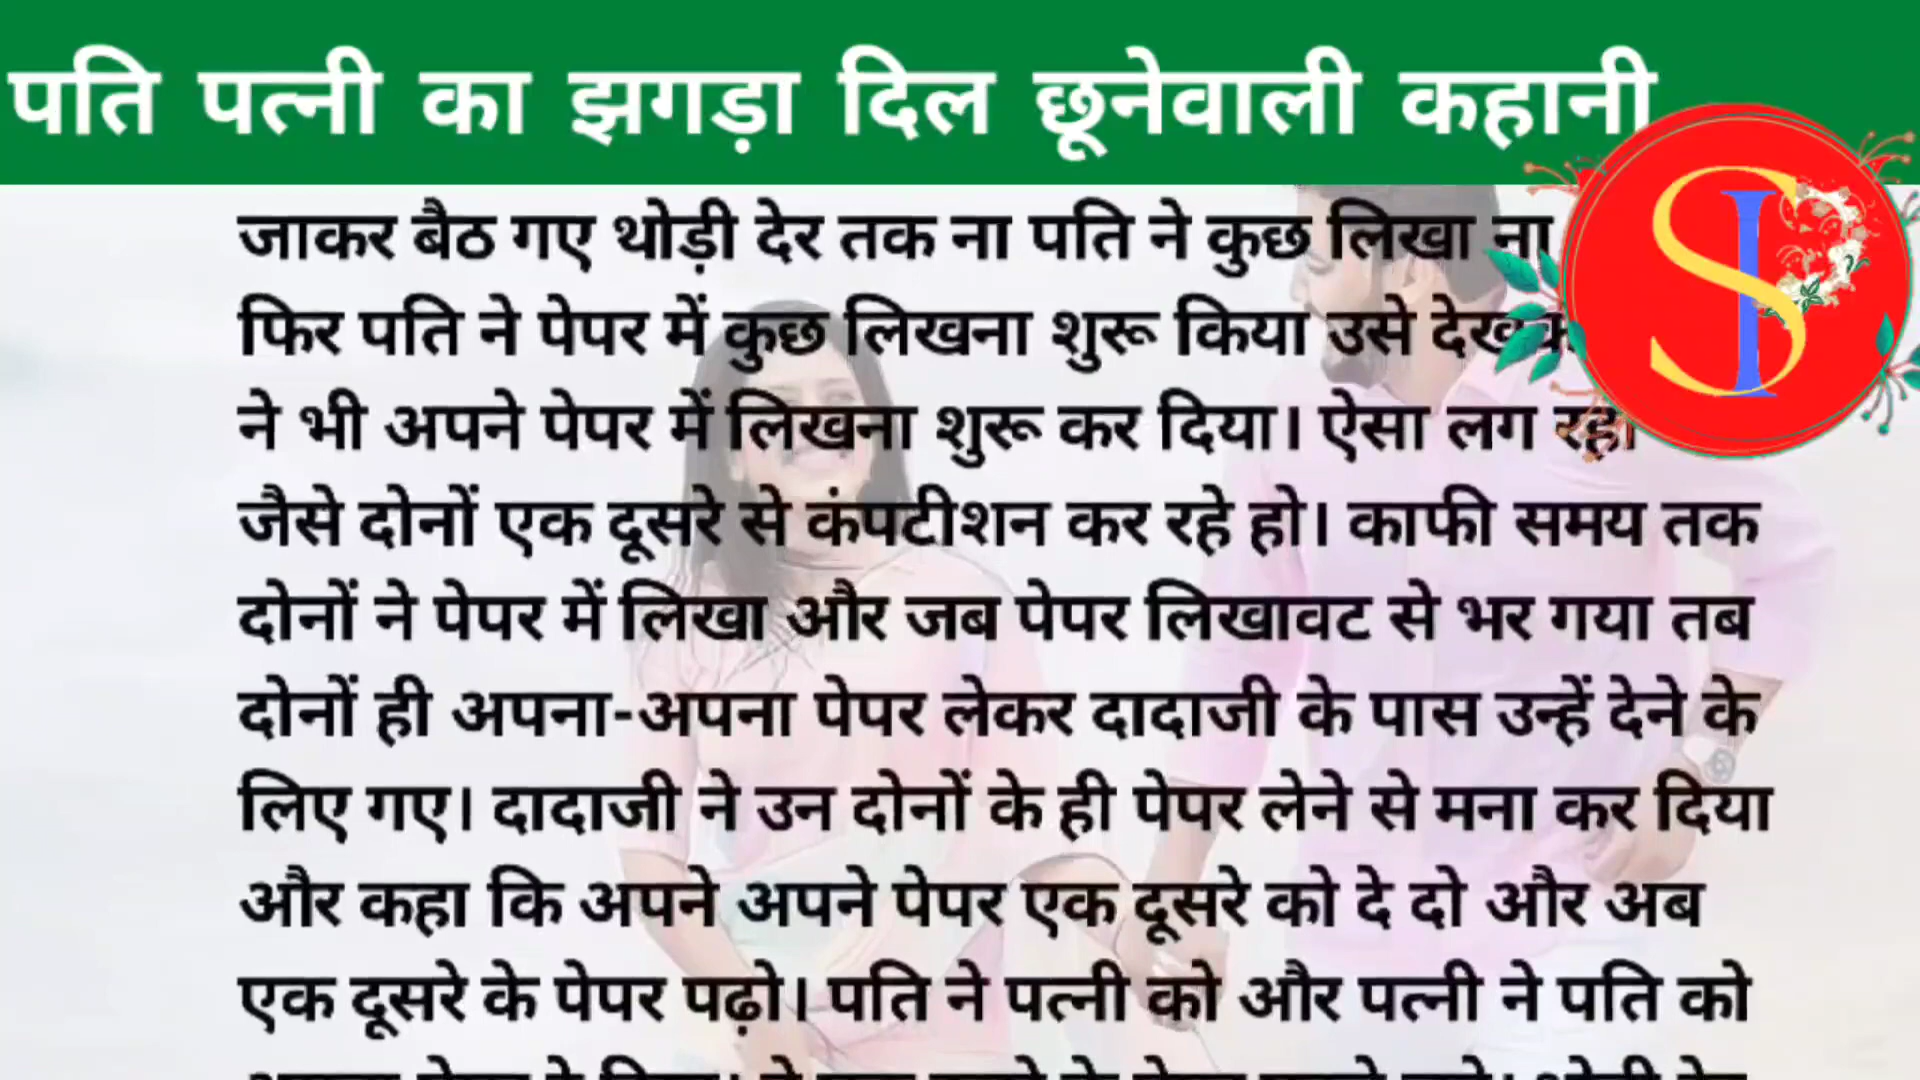 पति पत्नी का झगड़ा दिल छूनेवाली कहानी
जाकर बैठ गए थोड़ी देर तक ना पति ने कुछ लिखा ना
फिर पति ने पेपर में कुछ लिखना शुरू किया उसे
ने भी अपने पेपर में लिखना शुरू कर दिया। ऐसा लग रहा
जैसे दोनों एक दूसरे से कंपटीशन कर रहे हो। काफी समय तक
दोनों ने पेपर में लिखा और जब पेपर लिखावट से भर गया तब
दोनों ही अपना-अपना पेपर लेकर दादाजी के पास उन्हें देने के
लिए गए। दादाजी ने उन दोनों के ही पेपर लेने से मना कर दिया
और कहा कि अपने अपने पेपर एक दूसरे को दे दो और अब
एक दूसरे के पेपर पढ़ो। पति ने पत्नी को और पत्नी ने पति को
SI